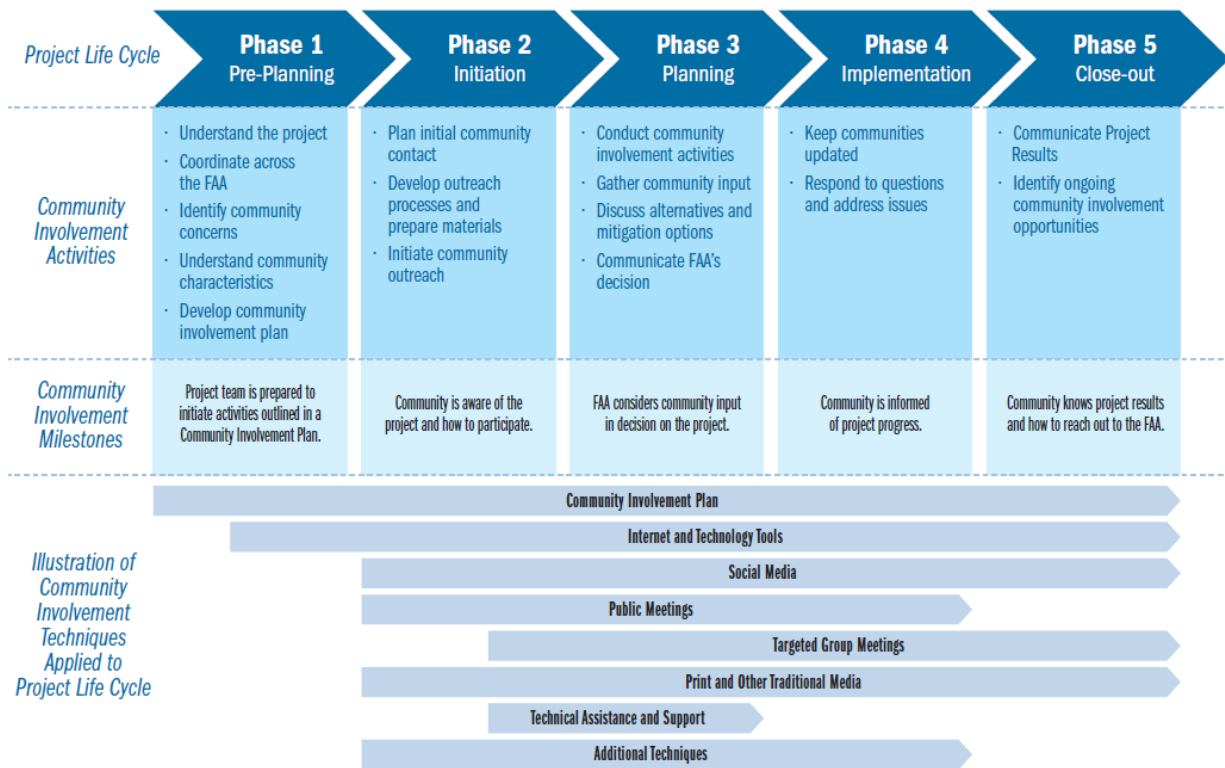 Project Life Cycle
Phase 1
Pre-Planning
Phase 2
Initiation
Phase 3
Planning
Phase 4
Implementation
Phase 5
Close-out
Community
Involvement
Activities
· Understand the project
· Coordinate across
the FAA
· Identify community
concerns
· Understand community
characteristics
· Develop community
involvement plan
· Plan initial community
contact
· Develop outreach
processes and
prepare materials
· Initiate community
outreach
· Conduct community
involvement activities
· Gather community input
· Discuss alternatives and
mitigation options
· Communicate FAA's
decision
· Keep communities
updated
· Respond to questions
and address issues
· Communicate Project
Results
· Identify ongoing
community involvement
opportunities
Community
Involvement
Milestones
Project team is prepared to
initiate activities outlined in a
Community Involvement Plan.
Community is aware of the
project and how to participate.
FAA considers community input
in decision on the project.
Community is informed
of project progress.
Community knows project results
and how to reach out to the FAA.
Illustration of
Community
Involvement
Techniques
Applied to
Project Life Cycle
Community Involvement Plan
Internet and Technology Tools
Social Media
Public Meetings
Targeted Group Meetings
Print and Other Traditional Media
Technical Assistance and Support
Additional Techniques